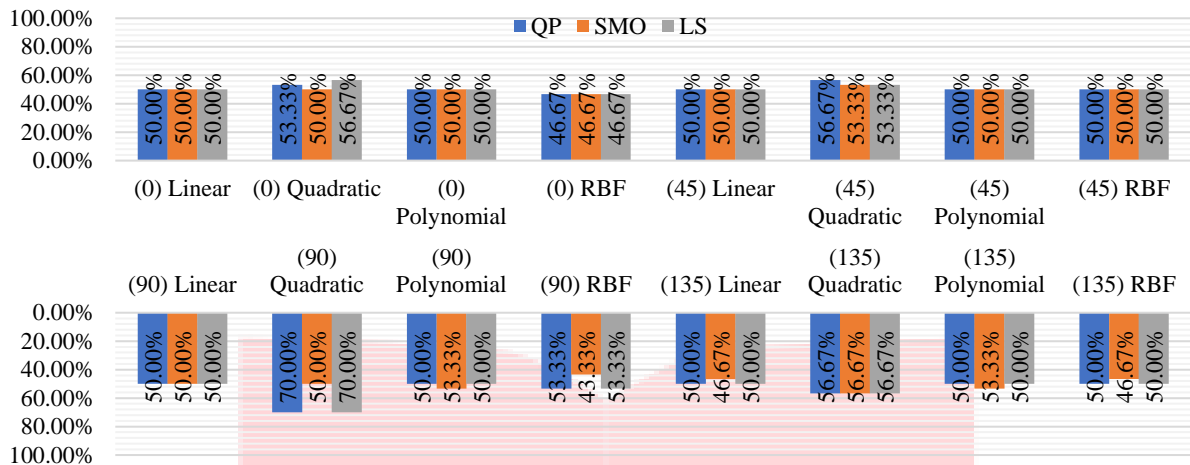 100.00%
QP SMO LS
80.00%
60.00%
40.00%
20.00%
0.00%
50.00% 50.00% 50.00% 53.33% 50.00% 56.67% 50.00% 50.00% 50.00% 46.67% 46.67% 46.67% 50.00% 50.00% 50.00% 56.67% 53.33% 53.33% 50.00% 50.00% 50.00% 50.00% 50.00% 50.00%
(0) Linear (0) Quadratic (0) Polynomial (0) RBF (45) Linear (45) Quadratic (45) Polynomial (45) RBF
(90) Linear (90) Quadratic (90) Polynomial (90) RBF (135) Linear (135) Quadratic (135) Polynomial (135) RBF
0.00%
20.00%
40.00%
60.00%
80.00%
100.00%
50.00% 50.00% 50.00% 70.00% 50.00% 70.00% 50.00% 53.33% 50.00% 53.33% 43.33% 53.33% 50.00% 46.67% 50.00% 56.67% 56.67% 56.67% 50.00% 53.33% 50.00% 50.00% 46.67% 50.00%